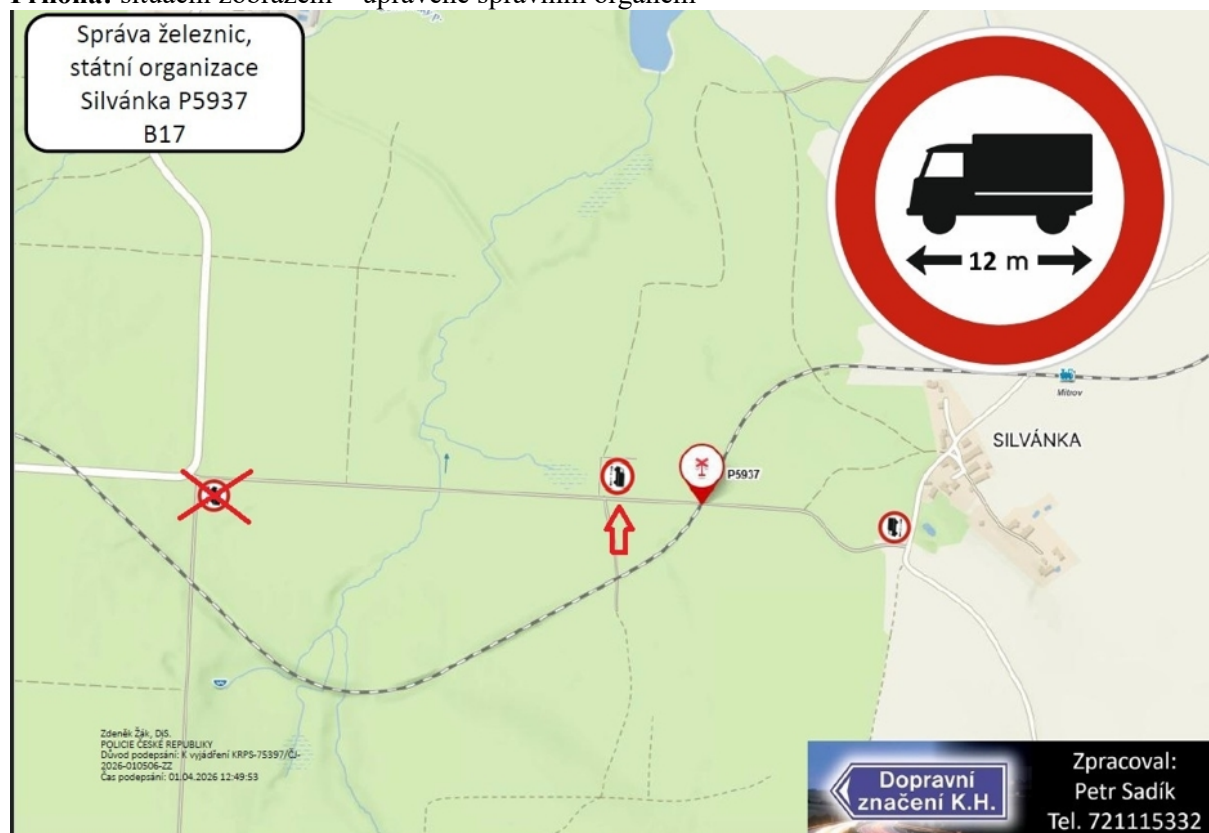 Příloha: situační zobrazení – upravené správním orgánem
Správa železnic,
státní organizace
Silvánka P5937
B17
12 m
Mitrov
SILVÁNKA
P5937
Zdeněk Žák, DiS.
POLICIE ČESKÉ REPUBLIKY
Důvod podepsání: K vyjádření KRPS-75397/ČJ-
2026-010506-ZZ
Čas podepsání: 01.04.2026 12:49:53
Dopravní
značení K.H.
Zpracoval:
Petr Sadík
Tel. 721115332